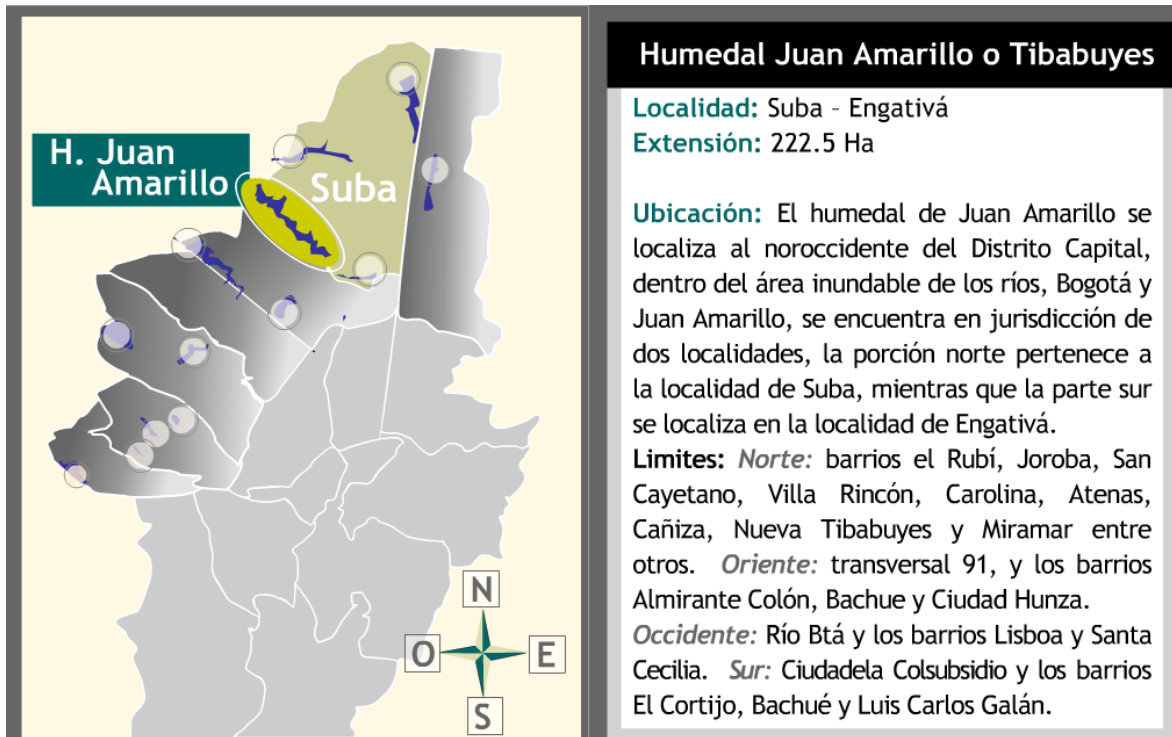 H. Juan
Amarillo
Suba
N
O
E
S
Humedal Juan Amarillo o Tibabuyes
Localidad: Suba – Engativá
Extensión: 222.5 Ha
Ubicación: El humedal de Juan Amarillo se
localiza al noroccidente del Distrito Capital,
dentro del área inundable de los ríos, Bogotá y
Juan Amarillo, se encuentra en jurisdicción de
dos localidades, la porción norte pertenece a
la localidad de Suba, mientras que la parte sur
se localiza en la localidad de Engativá.
Limites: Norte: barrios el Rubí, Joroba, San
Cayetano, Villa Rincón, Carolina, Atenas,
Cañiza, Nueva Tibabuyes y Miramar entre
otros. Oriente: transversal 91, y los barrios
Almirante Colón, Bachue y Ciudad Hunza.
Occidente: Río Btá y los barrios Lisboa y Santa
Cecilia. Sur: Ciudadela Colsubsidio y los barrios
El Cortijo, Bachué y Luis Carlos Galán.